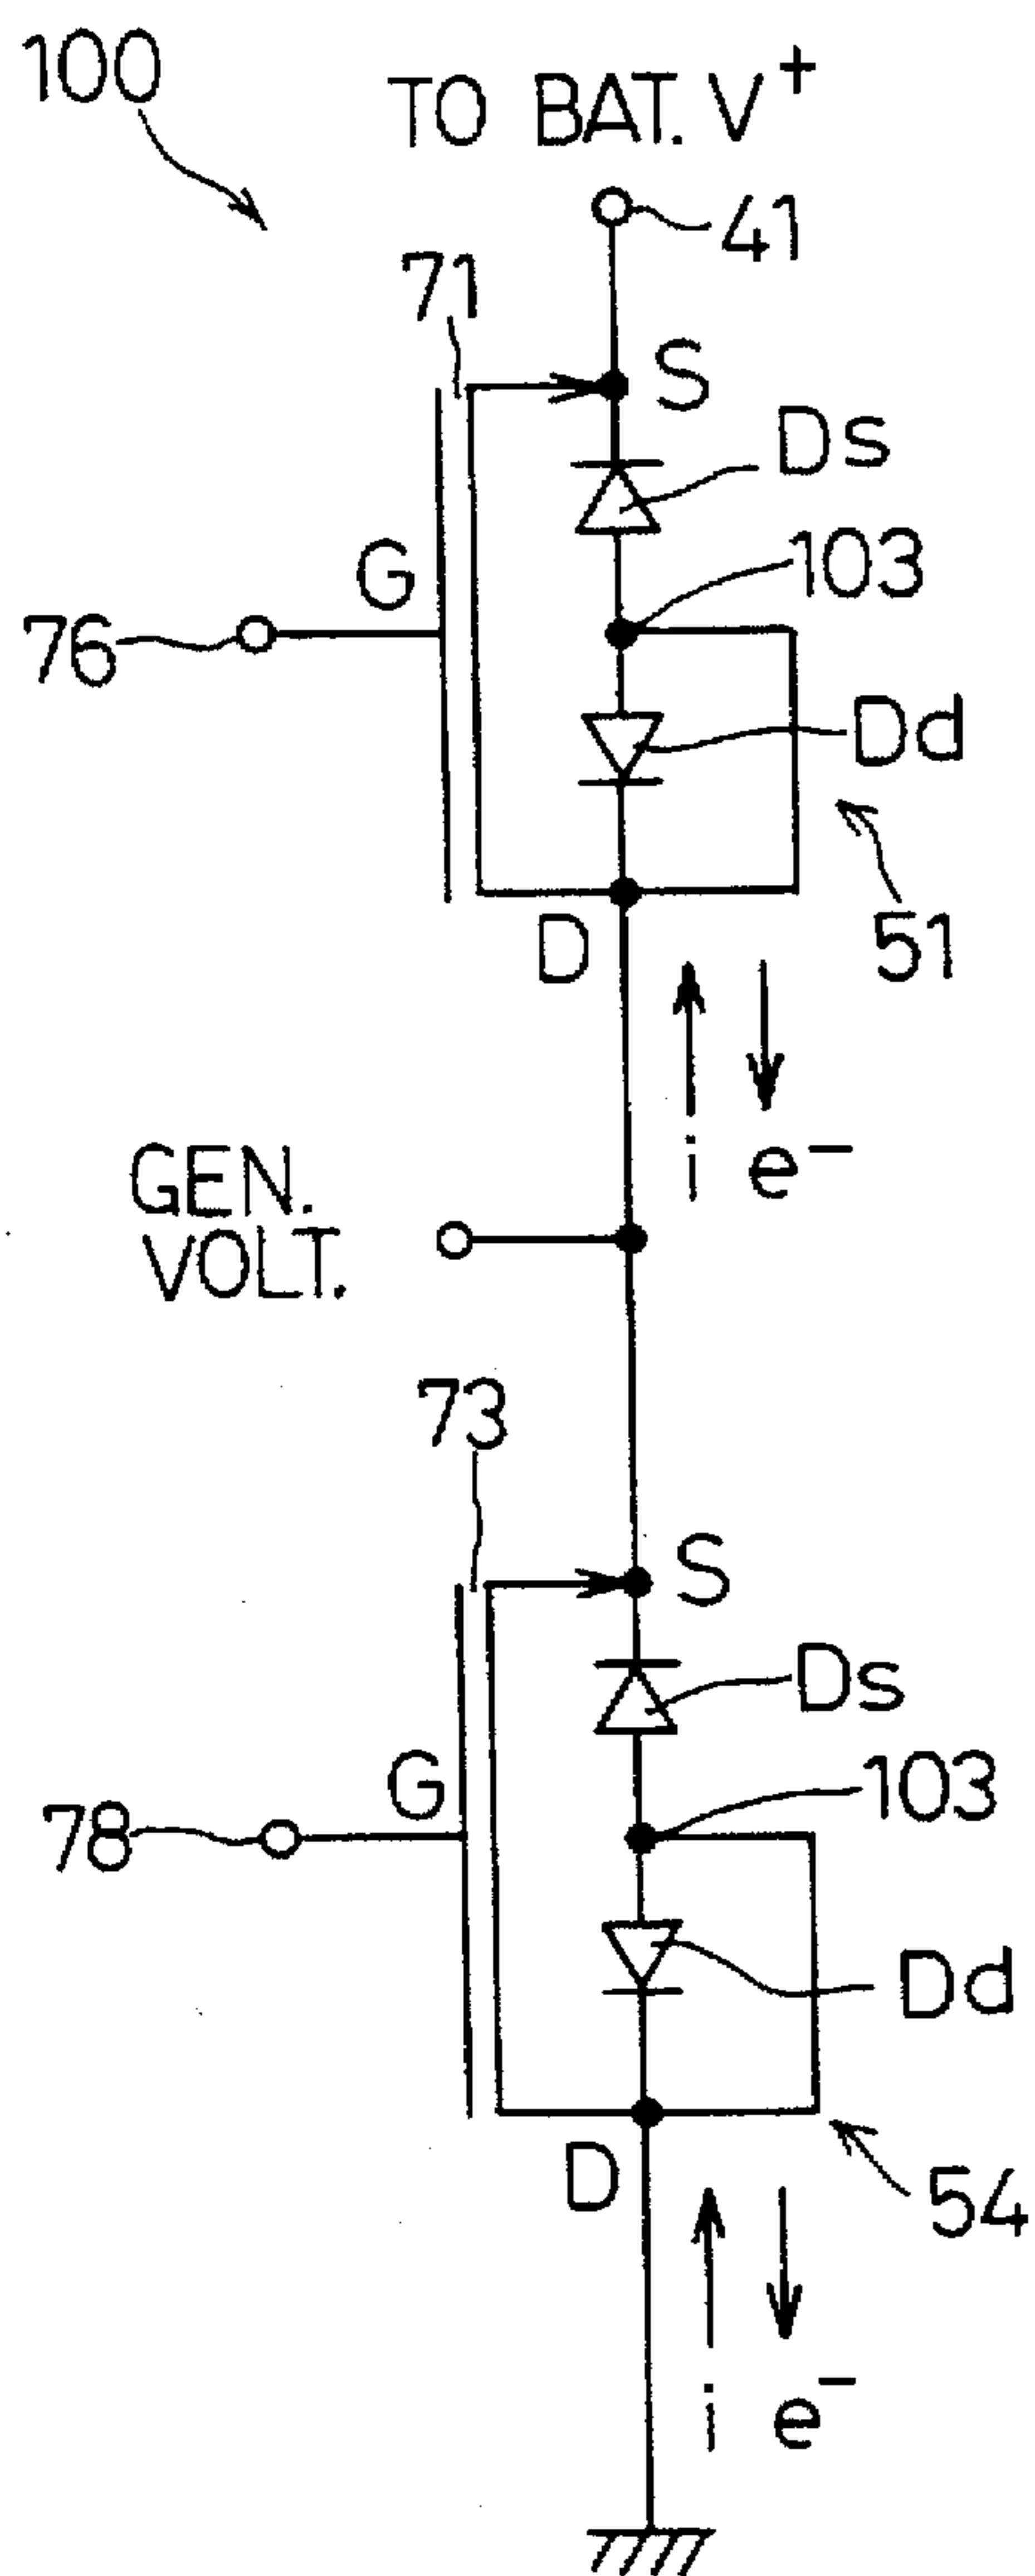 100
TO BAT. V+
41
71
S
Ds
G
103
76
Dd
D
51
i e−
GEN.
VOLT.
73
S
Ds
G
103
78
Dd
D
54
i e−